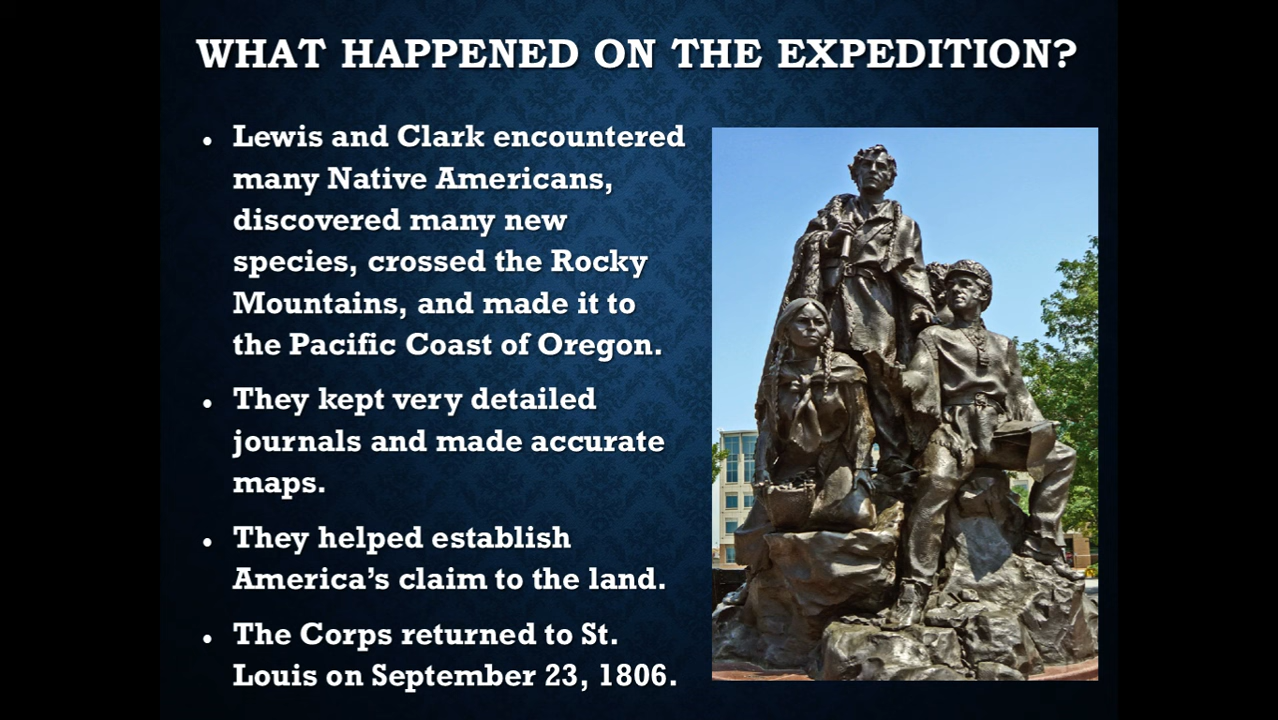 WHAT HAPPENED ON THE EXPEDITION?
• Lewis and Clark encountered
many Native Americans,
discovered many new
species, crossed the Rocky
Mountains, and made it to
the Pacific Coast of Oregon.
• They kept very detailed
journals and made accurate
maps.
• They helped establish
America’s claim to the land.
• The Corps returned to St.
Louis on September 23, 1806.